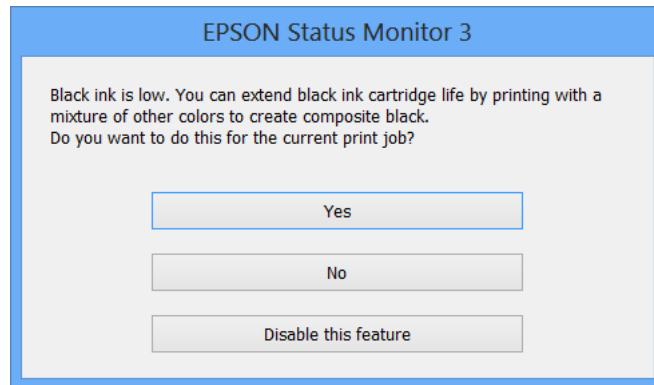 EPSON Status Monitor 3
Black ink is low. You can extend black ink cartridge life by printing with a
mixture of other colors to create composite black.
Do you want to do this for the current print job?
Yes
No
Disable this feature